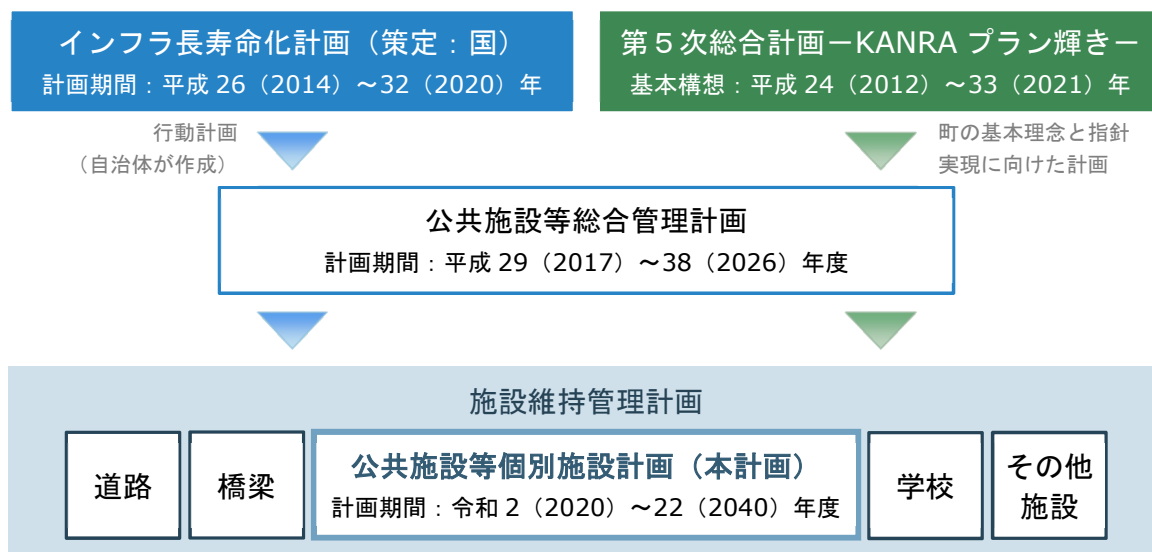 インフラ長寿命化計画（策定：国）
計画期間：平成 26（2014）～32（2020）年
第５次総合計画－KANRA プラン輝き－
基本構想：平成 24（2012）～33（2021）年
行動計画
（自治体が作成）
町の基本理念と指針
実現に向けた計画
公共施設等総合管理計画
計画期間：平成 29（2017）～38（2026）年度
施設維持管理計画
道路
橋梁
公共施設等個別施設計画（本計画）
計画期間：令和 2（2020）～22（2040）年度
学校
その他
施設